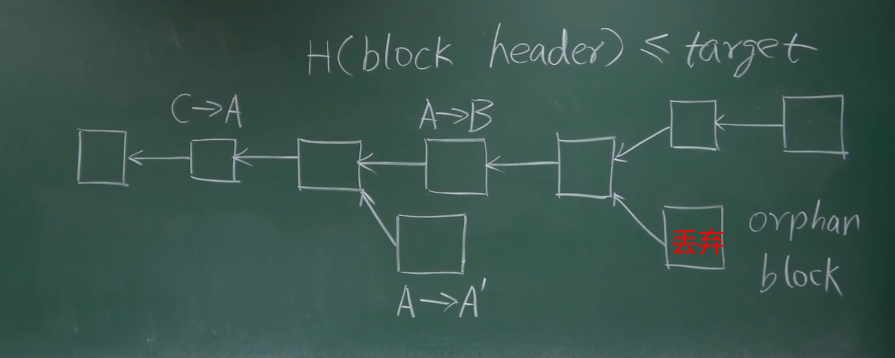 H(block header) ≤ target
C→A
A→B
丢弃
orphan
block
A→A'